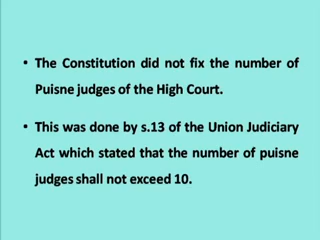 • The Constitution did not fix the number of
Puisne judges of the High Court.
• This was done by s.13 of the Union Judiciary
Act which stated that the number of puisne
judges shall not exceed 10.